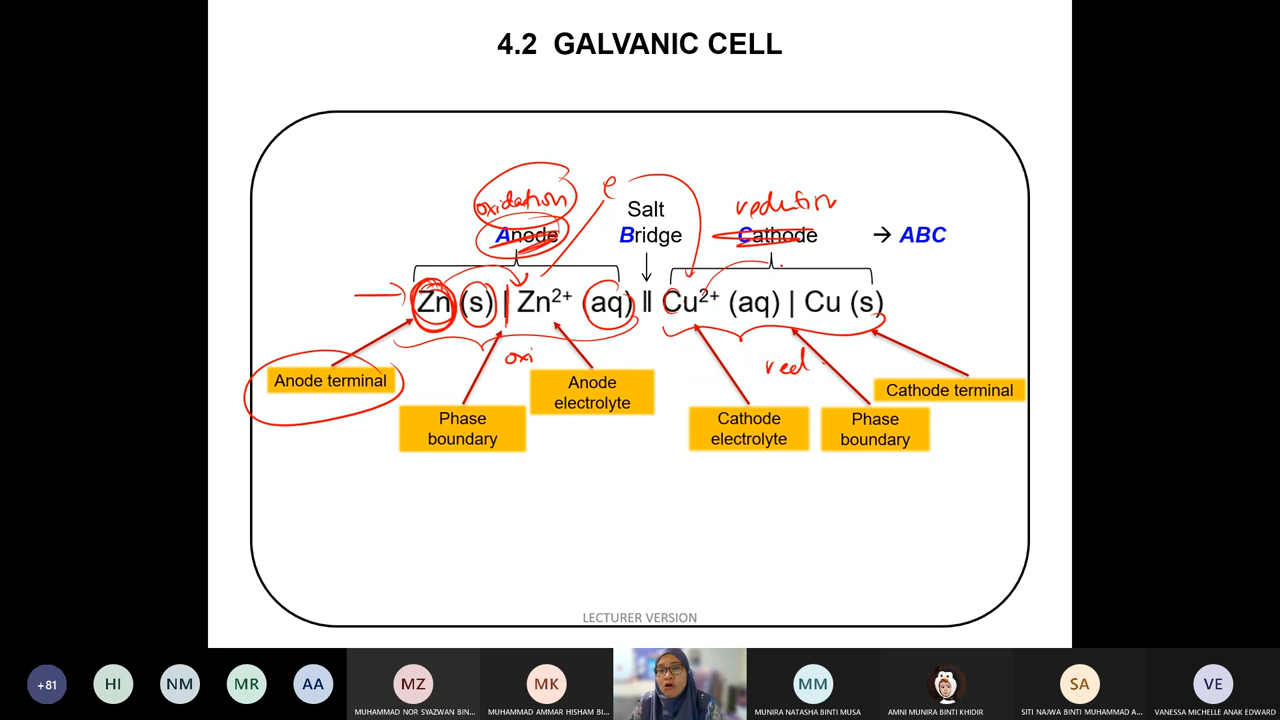 4.2 GALVANIC CELL
oxidation
e
Salt
reduction
Anode
Bridge
Cathode
→ ABC
Zn (s) | Zn²⁺ (aq) || Cu²⁺ (aq) | Cu (s)
oxi
red
Anode terminal
Anode
electrolyte
Cathode terminal
Phase
boundary
Cathode
electrolyte
Phase
boundary
LECTURER VERSION
+81
HI
NM
MR
AA
MZ
MK
MM
SA
VE
MUHAMMAD NOR SYAZWAN BIN...
MUHAMMAD AMMAR HISHAM BI...
MUNIRA NATASHA BINTI MUSA
AMNI MUNIRA BINTI KHIDIR
SITI NAJWA BINTI MUHAMMAD A...
VANESSA MICHELLE ANAK EDWARD